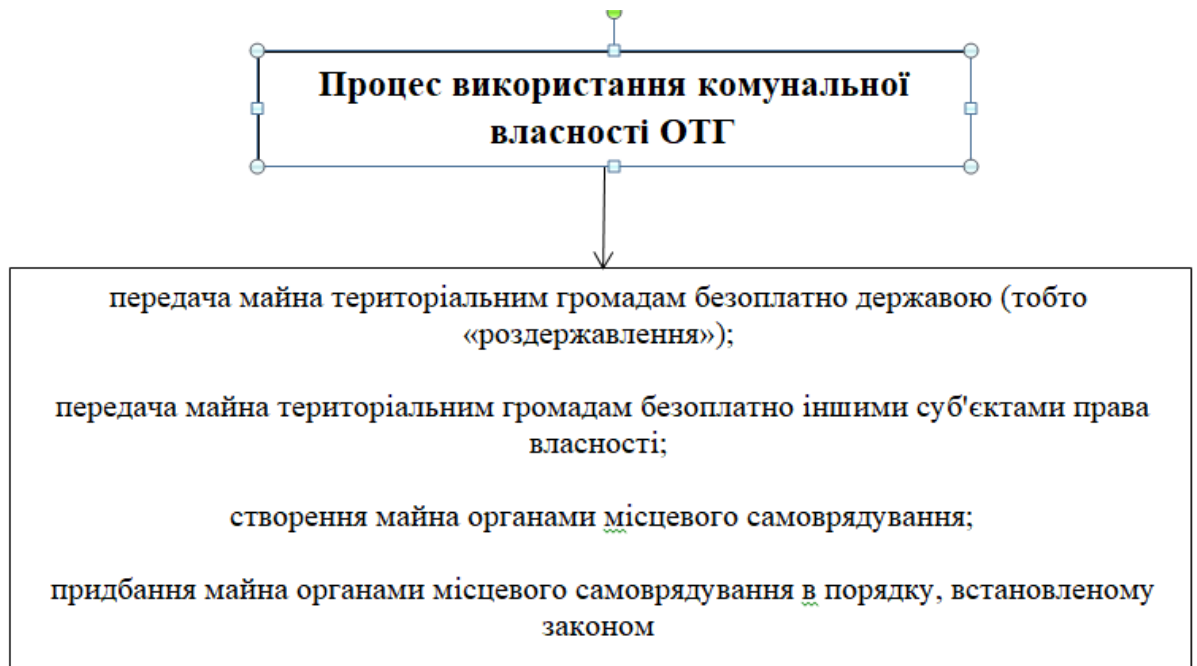 Процес використання комунальної
власності ОТГ
передача майна територіальним громадам безоплатно державою (тобто
«роздержавлення»);
передача майна територіальним громадам безоплатно іншими суб'єктами права
власності;
створення майна органами місцевого самоврядування;
придбання майна органами місцевого самоврядування в порядку, встановленому
законом